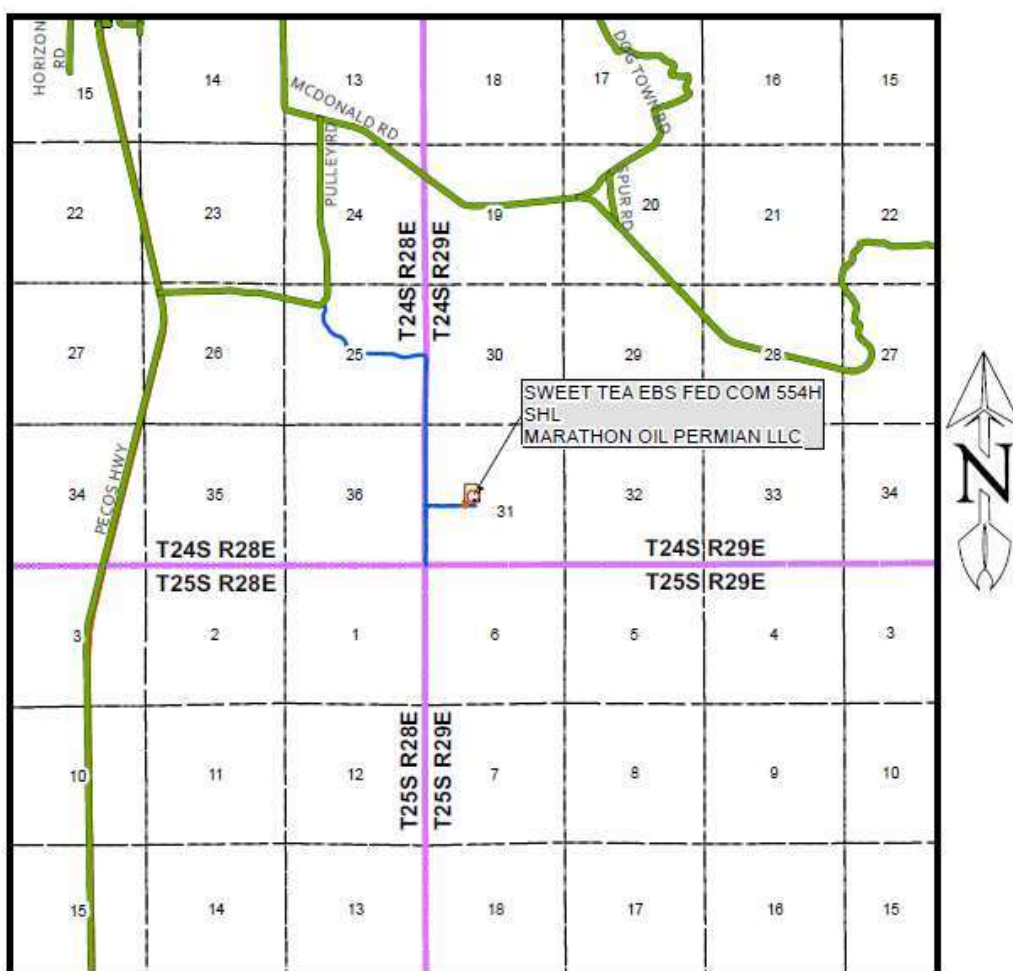 HORIZON
RD
15
14
13
18
17
16
15
MCDONALD RD
DOG TOWN RD
PULLEY RD
SPUR RD
22
23
24
19
20
21
22
T24S R28E
T24S R29E
27
26
25
30
29
28
27
SWEET TEA EBS FED COM 554H
SHL
MARATHON OIL PERMIAN LLC
N
PECOS HWY
34
35
36
31
32
33
34
T24S R28E
T24S R29E
T25S R28E
T25S R29E
3
2
1
6
5
4
3
T25S R28E
T25S R29E
10
11
12
7
8
9
10
15
14
13
18
17
16
15